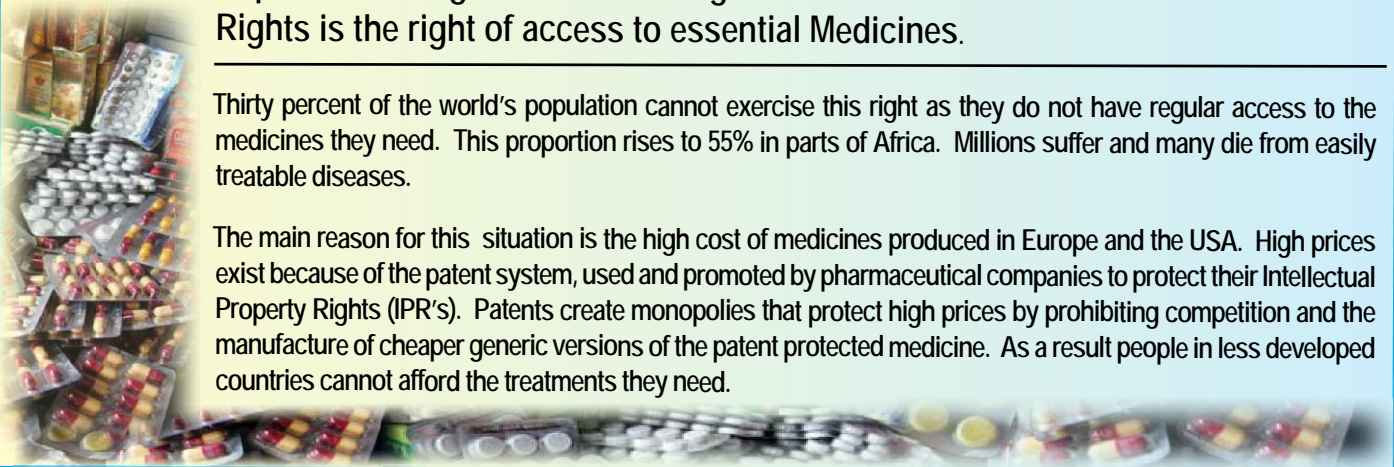 Rights is the right of access to essential Medicines.
Thirty percent of the world's population cannot exercise this right as they do not have regular access to the
medicines they need. This proportion rises to 55% in parts of Africa. Millions suffer and many die from easily
treatable diseases.
The main reason for this situation is the high cost of medicines produced in Europe and the USA. High prices
exist because of the patent system, used and promoted by pharmaceutical companies to protect their Intellectual
Property Rights (IPR's). Patents create monopolies that protect high prices by prohibiting competition and the
manufacture of cheaper generic versions of the patent protected medicine. As a result people in less developed
countries cannot afford the treatments they need.